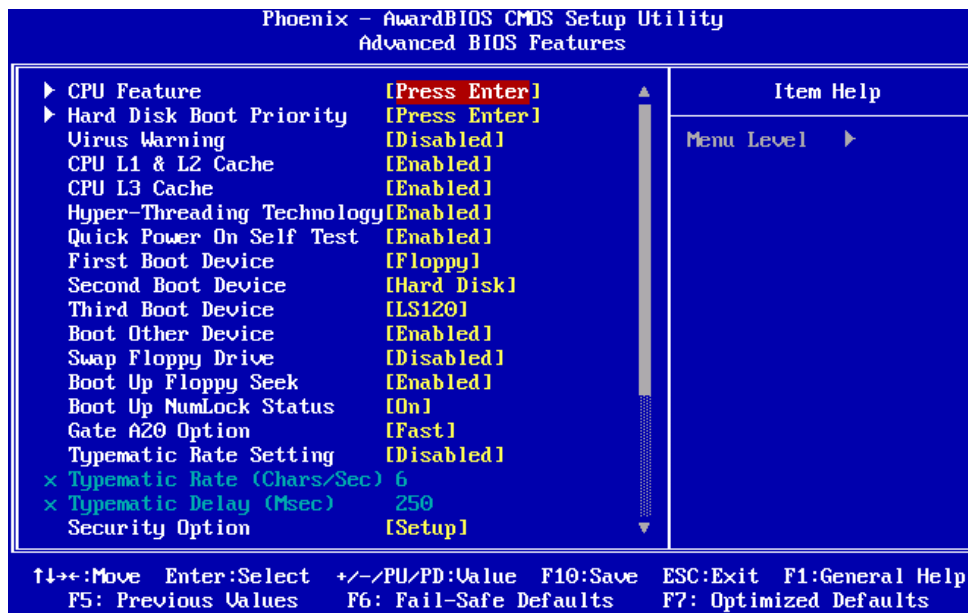 Phoenix - AwardBIOS CMOS Setup Utility
Advanced BIOS Features
CPU Feature [Press Enter]
Hard Disk Boot Priority [Press Enter]
Virus Warning [Disabled]
CPU L1 & L2 Cache [Enabled]
CPU L3 Cache [Enabled]
Hyper-Threading Technology[Enabled]
Quick Power On Self Test [Enabled]
First Boot Device [Floppy]
Second Boot Device [Hard Disk]
Third Boot Device [LS120]
Boot Other Device [Enabled]
Swap Floppy Drive [Disabled]
Boot Up Floppy Seek [Enabled]
Boot Up NumLock Status [On]
Gate A20 Option [Fast]
Typematic Rate Setting [Disabled]
x Typematic Rate (Chars/Sec) 6
x Typematic Delay (Msec) 250
Security Option [Setup]
Item Help
Menu Level
↑↓→←:Move Enter:Select +/-/PU/PD:Value F10:Save ESC:Exit F1:General Help
F5: Previous Values F6: Fail-Safe Defaults F7: Optimized Defaults